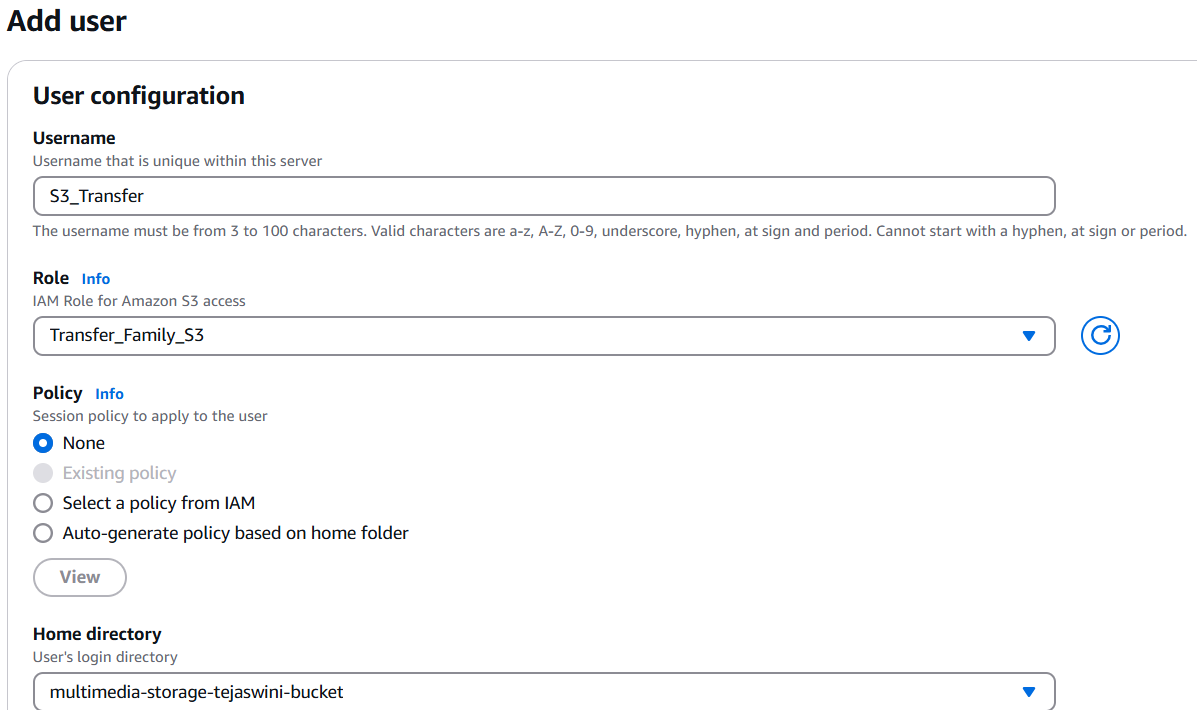 Add user
User configuration
Username
Username that is unique within this server
S3_Transfer
The username must be from 3 to 100 characters. Valid characters are a-z, A-Z, 0-9, underscore, hyphen, at sign and period. Cannot start with a hyphen, at sign or period.
Role Info
IAM Role for Amazon S3 access
Transfer_Family_S3
Policy Info
Session policy to apply to the user
None
Existing policy
Select a policy from IAM
Auto-generate policy based on home folder
View
Home directory
User's login directory
multimedia-storage-tejaswini-bucket